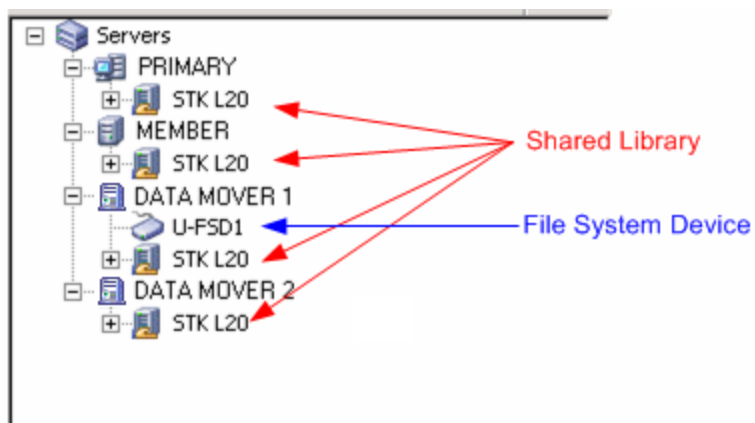 Servers
PRIMARY
STK L20
MEMBER
STK L20
Shared Library
DATA MOVER 1
U-FSD1
File System Device
STK L20
DATA MOVER 2
STK L20